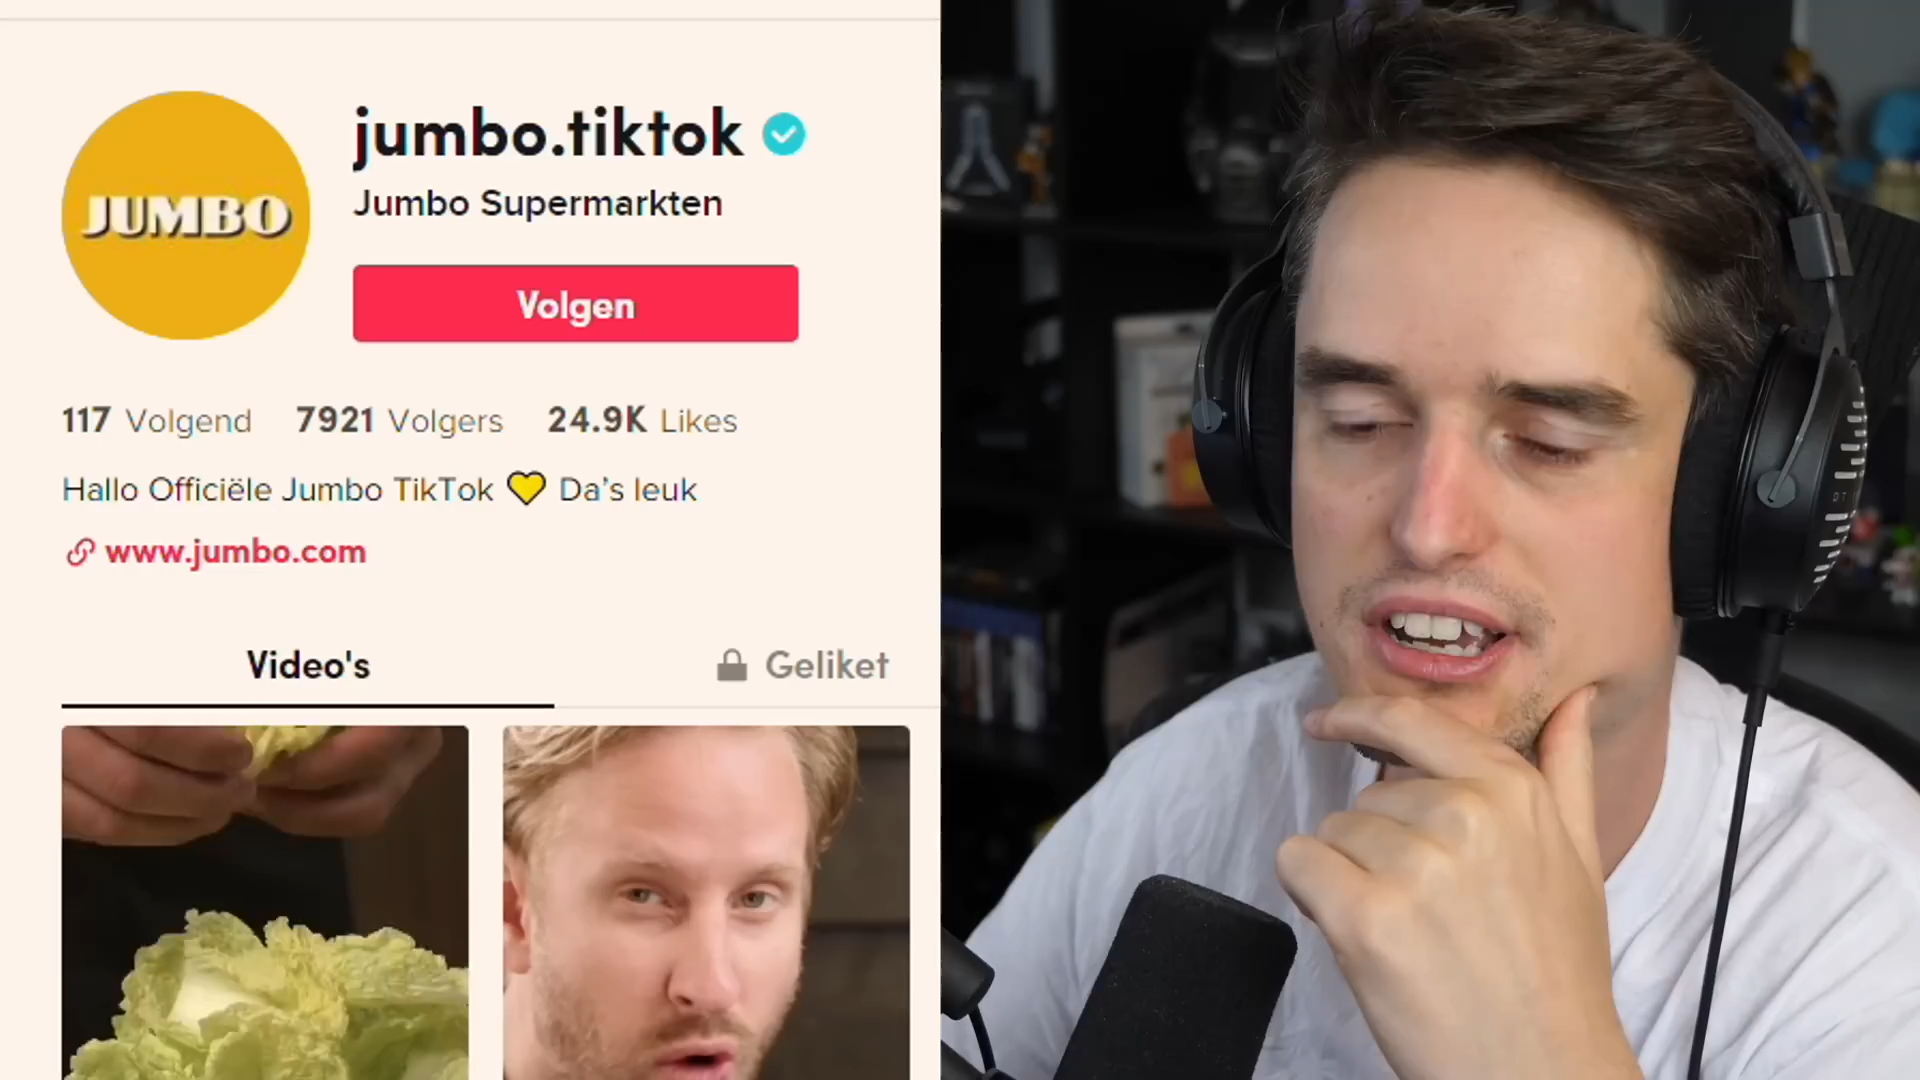 JUMBO
jumbo.tiktok
Jumbo Supermarkten
Volgen
117 Volgend 7921 Volgers 24.9K Likes
Hallo Officiële Jumbo TikTok 💛 Da's leuk
www.jumbo.com
Video's Geliket